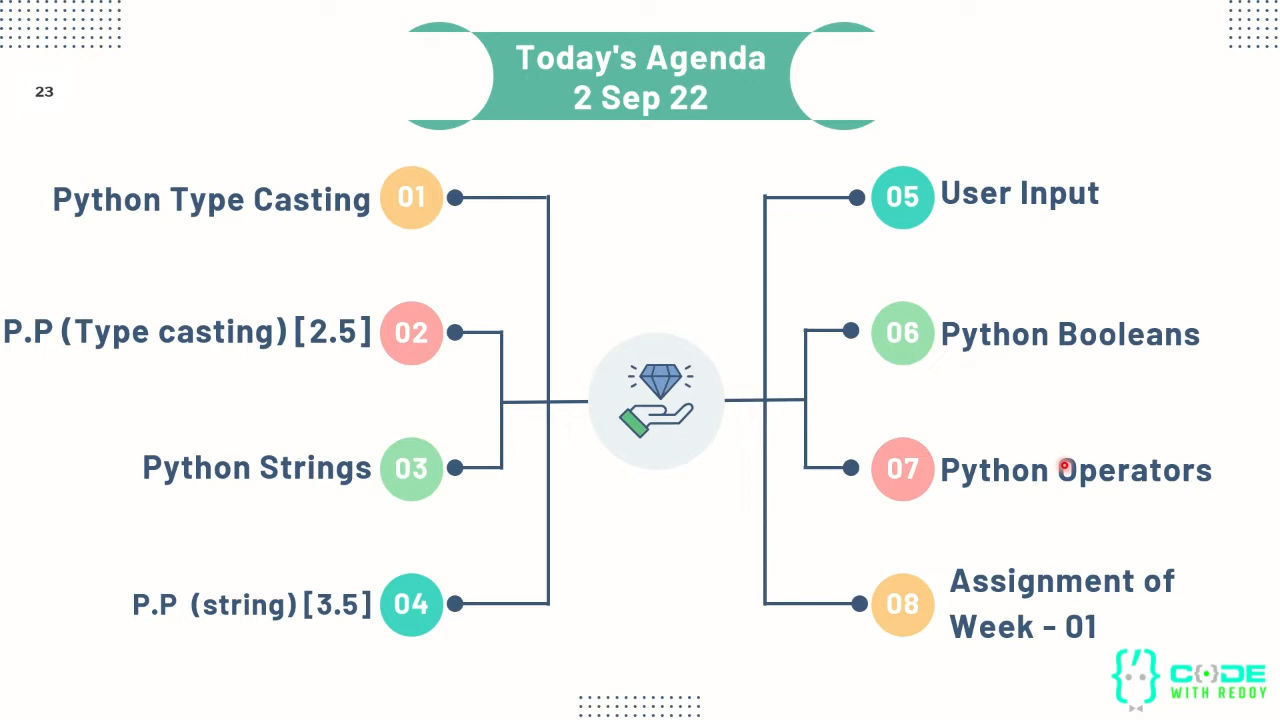 Today's Agenda
2 Sep 22
23
Python Type Casting 01
P.P (Type casting) [2.5] 02
Python Strings 03
P.P (string) [3.5] 04
05 User Input
06 Python Booleans
07 Python Operators
08 Assignment of
Week - 01
CODE
WITH REDDY